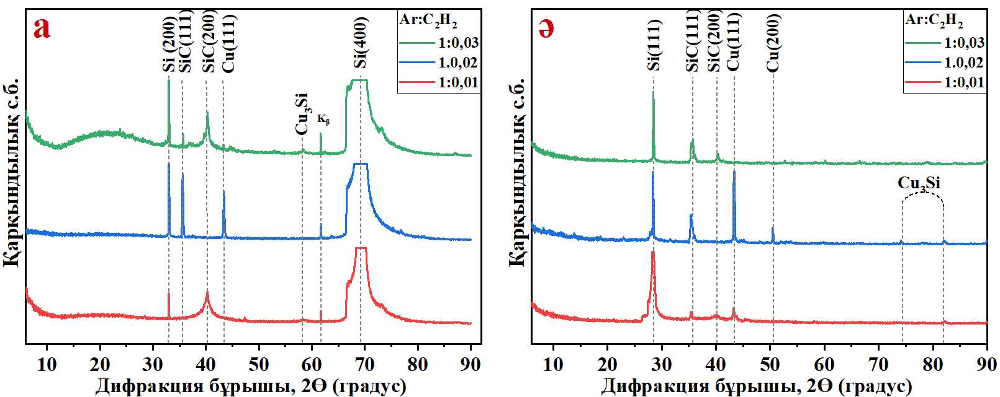 а
Қарқындылық с.б.
Si (200)
SiC(111)
SiC(200)
Cu(111)
Cu₃Si
Kᵦ
Si(400)
Ar:C₂H₂
1:0,03
1.0,02
1:0,01
10 20 30 40 50 60 70 80 90
Дифракция бұрышы, 2Ө (градус)
ә
Қарқындылық с.б.
Si(111)
SiC(111)
SiC(200)
Cu(111)
Cu(200)
Cu₃Si
Ar:C₂H₂
1:0,03
1.0,02
1:0,01
10 20 30 40 50 60 70 80 90
Дифракция бұрышы, 2Ө (градус)